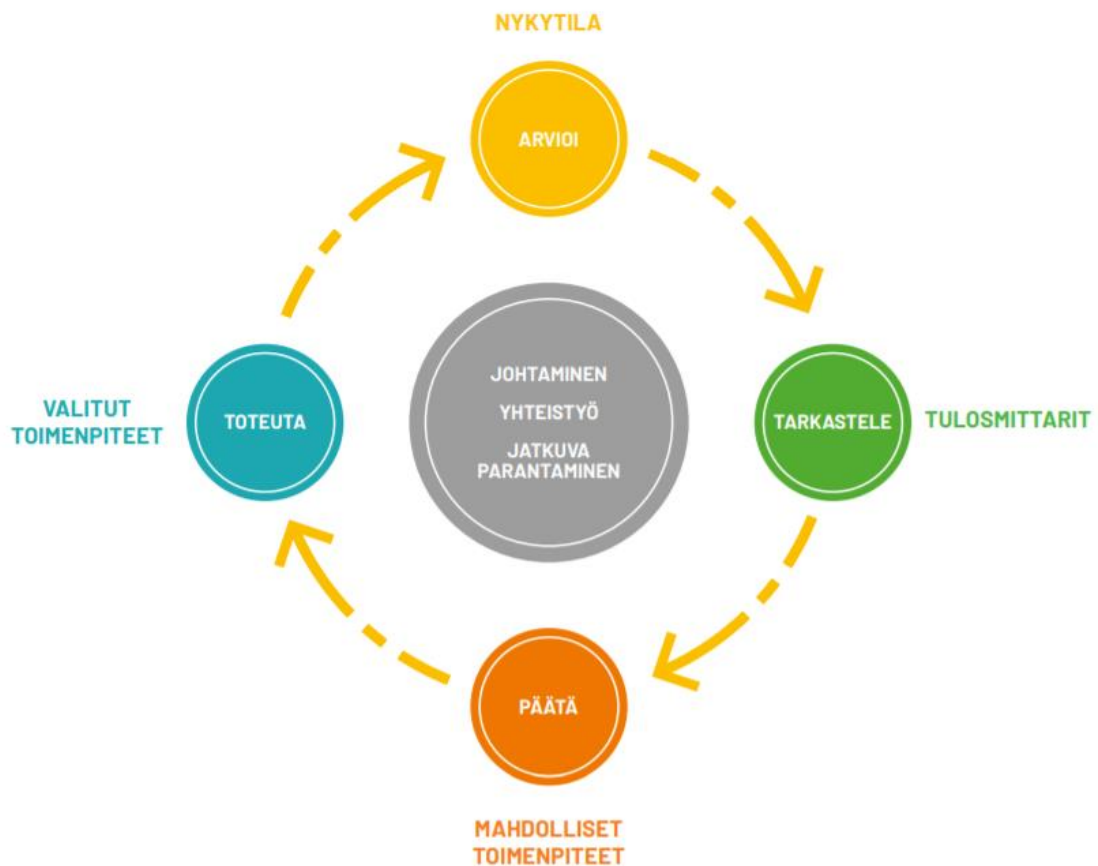 NYKYTILA
ARVIOI
JOHTAMINEN
YHTEISTYÖ
JATKUVA
PARANTAMINEN
VALITUT
TOIMENPITEET
TOTEUTA
TARKASTELE
TULOSMITTARIT
PÄÄTÄ
MAHDOLLISET
TOIMENPITEET